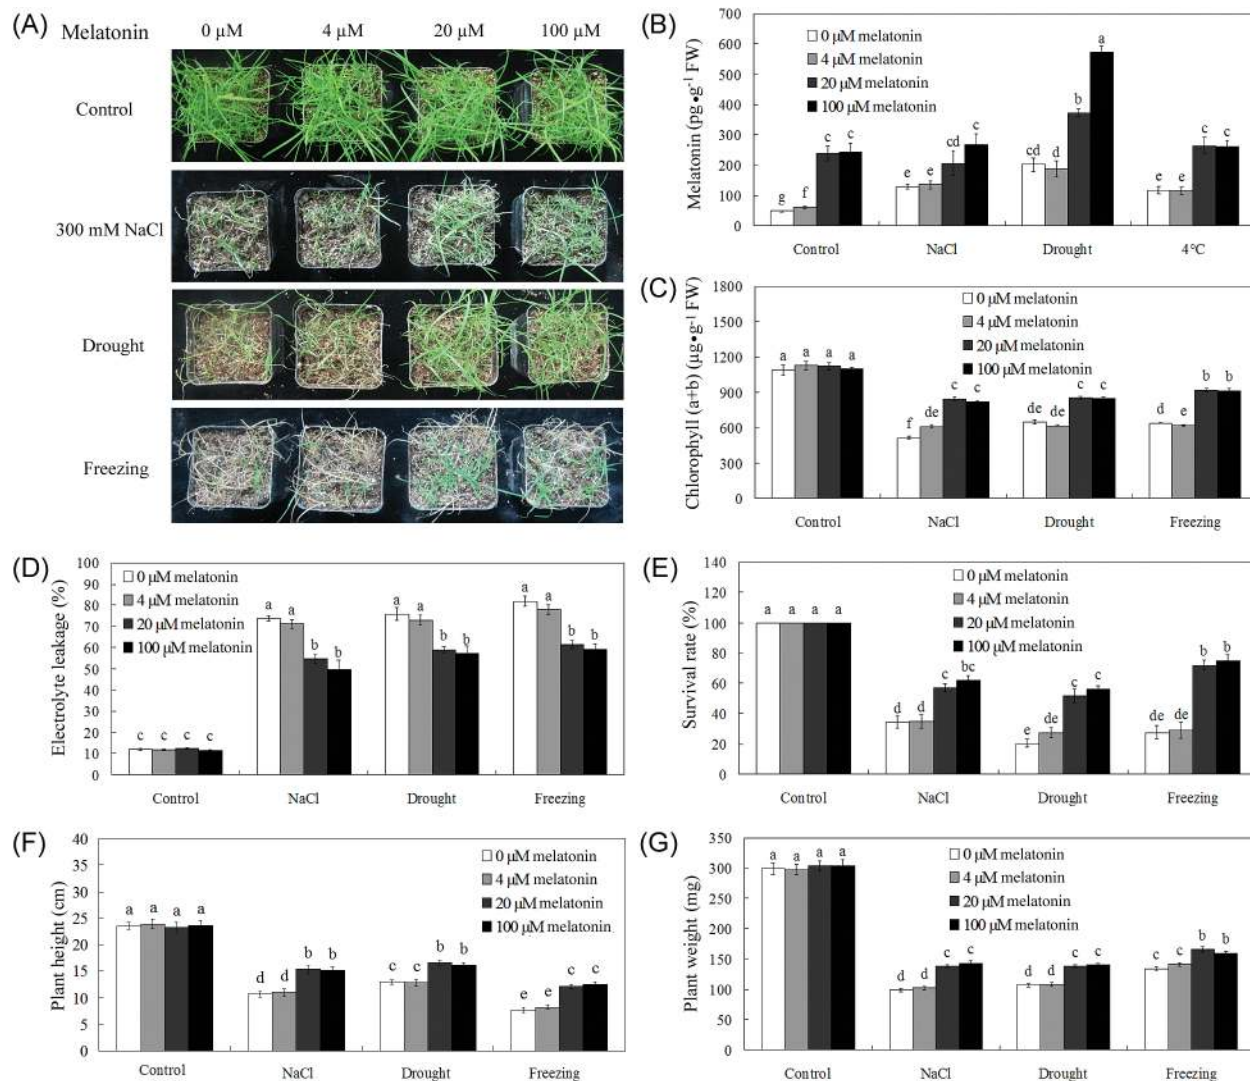 (A) Melatonin 0 µM 4 µM 20 µM 100 µM
Control
300 mM NaCl
Drought
Freezing
(B)
Melatonin (pg•g⁻¹ FW)
700
600
500
400
300
200
100
0
0 µM melatonin
4 µM melatonin
20 µM melatonin
100 µM melatonin
g f c c
e e cd c
cd d b a
e e c c
Control NaCl Drought 4°C
(C)
Chlorophyll (a+b) (µg•g⁻¹ FW)
1800
1500
1200
900
600
300
0
0 µM melatonin
4 µM melatonin
20 µM melatonin
100 µM melatonin
a a a a
f de c c
de de c c
d e b b
Control NaCl Drought Freezing
(D)
Electrolyte leakage (%)
100
90
80
70
60
50
40
30
20
10
0
0 µM melatonin
4 µM melatonin
20 µM melatonin
100 µM melatonin
c c c c
a a b b
a a b b
a a b b
Control NaCl Drought Freezing
(E)
Survival rate (%)
140
120
100
80
60
40
20
0
0 µM melatonin
4 µM melatonin
20 µM melatonin
100 µM melatonin
a a a a
d d c bc
e de c c
de de b b
Control NaCl Drought Freezing
(F)
Plant height (cm)
40
35
30
25
20
15
10
5
0
0 µM melatonin
4 µM melatonin
20 µM melatonin
100 µM melatonin
a a a a
d d b b
c c b b
e e c c
Control NaCl Drought Freezing
(G)
Plant weight (mg)
350
300
250
200
150
100
50
0
0 µM melatonin
4 µM melatonin
20 µM melatonin
100 µM melatonin
a a a a
d d c c
d d c c
c c b b
Control NaCl Drought Freezing